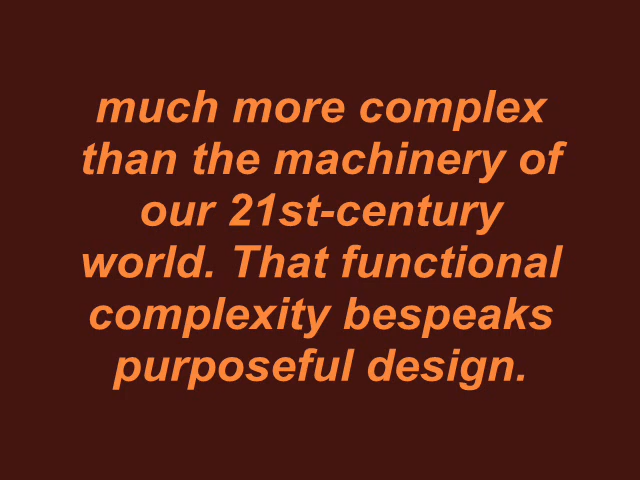 much more complex
than the machinery of
our 21st-century
world. That functional
complexity bespeaks
purposeful design.